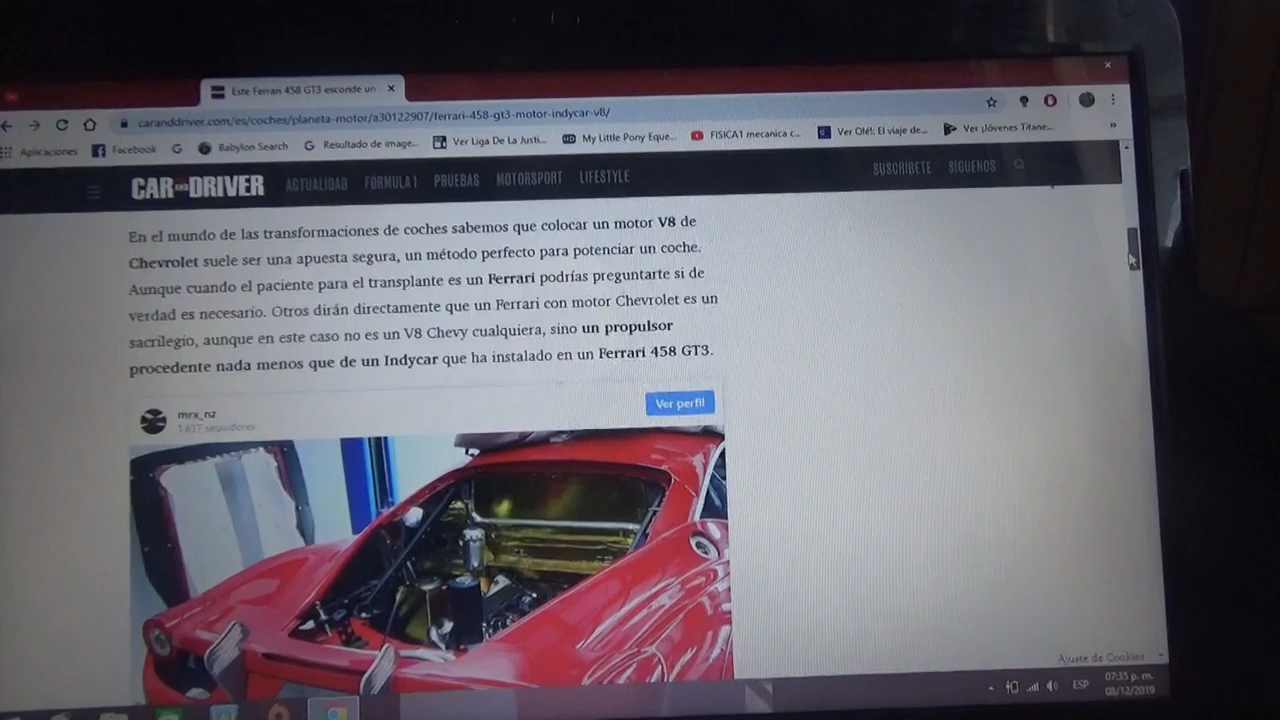 Este Ferrari 458 GT3 esconde un
caranddriver.com/es/coches/planeta-motor/a30122907/ferrari-458-gt3-motor-indycar-v8/
Aplicaciones Facebook Babylon Search Resultado de image... Ver Liga De La Justi... My Little Pony Eque... FISICA1 mecanica c... Ver Olé!: El viaje de... Ver ¡Jóvenes Titane... »
CAR AND DRIVER ACTUALIDAD FÓRMULA 1 PRUEBAS MOTORSPORT LIFESTYLE SUSCRIBETE SIGUENOS
En el mundo de las transformaciones de coches sabemos que colocar un motor V8 de
Chevrolet suele ser una apuesta segura, un método perfecto para potenciar un coche.
Aunque cuando el paciente para el transplante es un Ferrari podrías preguntarte si de
verdad es necesario. Otros dirán directamente que un Ferrari con motor Chevrolet es un
sacrilegio, aunque en este caso no es un V8 Chevy cualquiera, sino un propulsor
procedente nada menos que de un Indycar que ha instalado en un Ferrari 458 GT3.
mrx_nz
Ver perfil
1.637 seguidores
Ajuste de Cookies
ESP
07:35 p. m.
08/12/2019